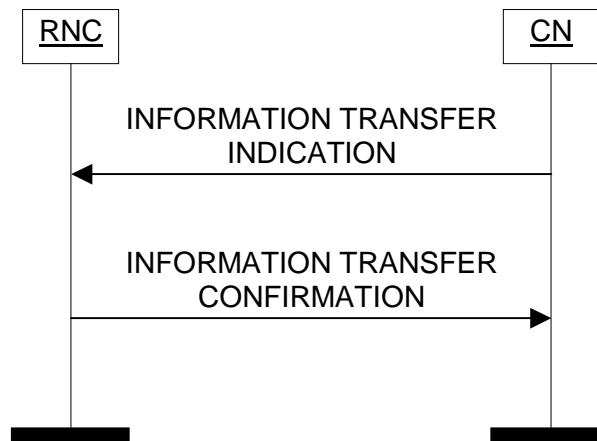 RNC
CN
INFORMATION TRANSFER
INDICATION
INFORMATION TRANSFER
CONFIRMATION